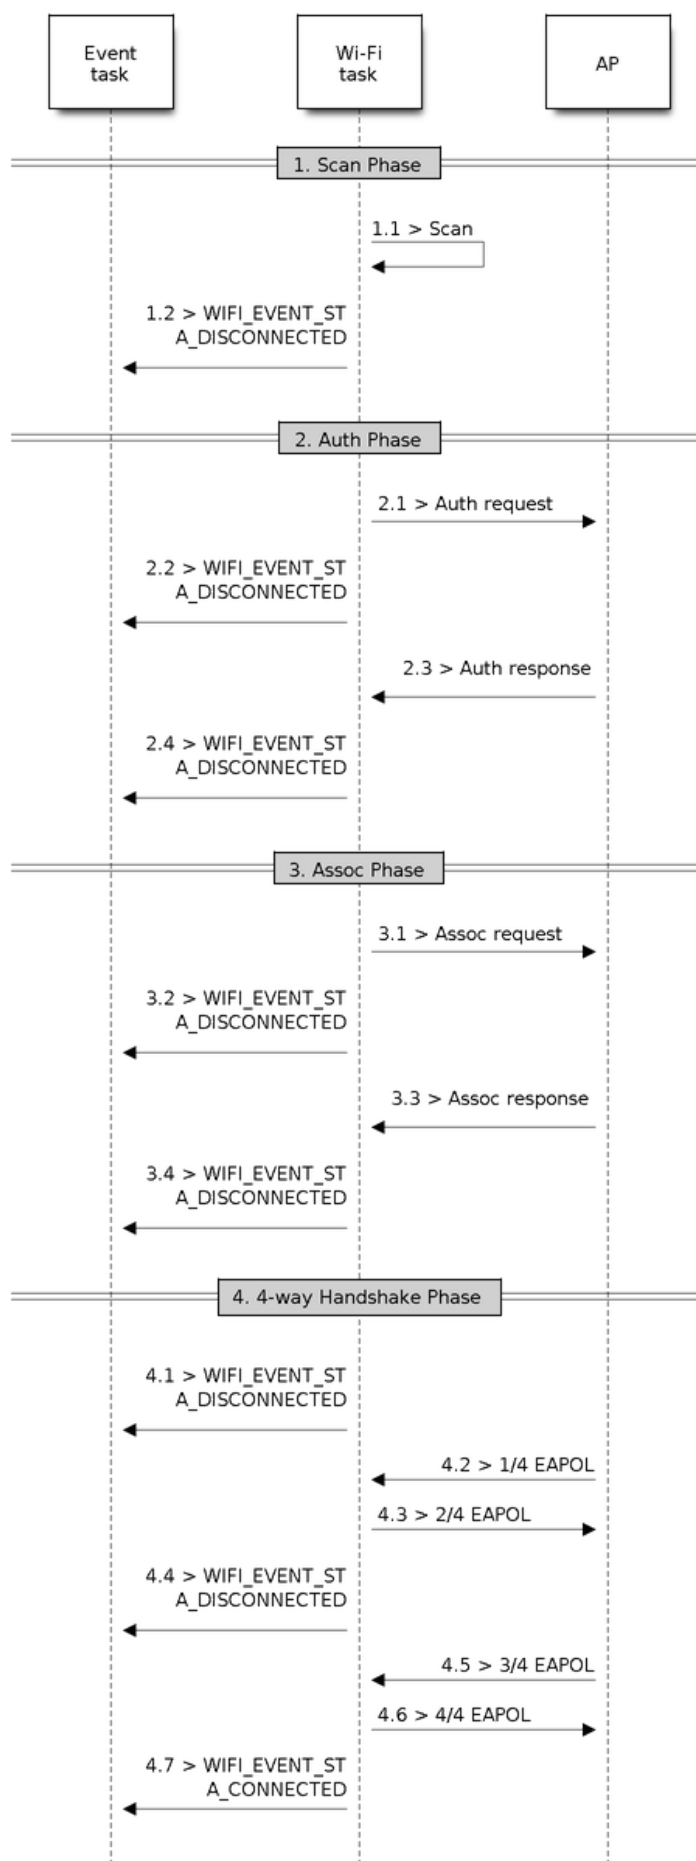 Event
task
Wi-Fi
task
AP
1. Scan Phase
1.1 > Scan
1.2 > WIFI_EVENT_ST
A_DISCONNECTED
2. Auth Phase
2.1 > Auth request
2.2 > WIFI_EVENT_ST
A_DISCONNECTED
2.3 > Auth response
2.4 > WIFI_EVENT_ST
A_DISCONNECTED
3. Assoc Phase
3.1 > Assoc request
3.2 > WIFI_EVENT_ST
A_DISCONNECTED
3.3 > Assoc response
3.4 > WIFI_EVENT_ST
A_DISCONNECTED
4. 4-way Handshake Phase
4.1 > WIFI_EVENT_ST
A_DISCONNECTED
4.2 > 1/4 EAPOL
4.3 > 2/4 EAPOL
4.4 > WIFI_EVENT_ST
A_DISCONNECTED
4.5 > 3/4 EAPOL
4.6 > 4/4 EAPOL
4.7 > WIFI_EVENT_ST
A_CONNECTED